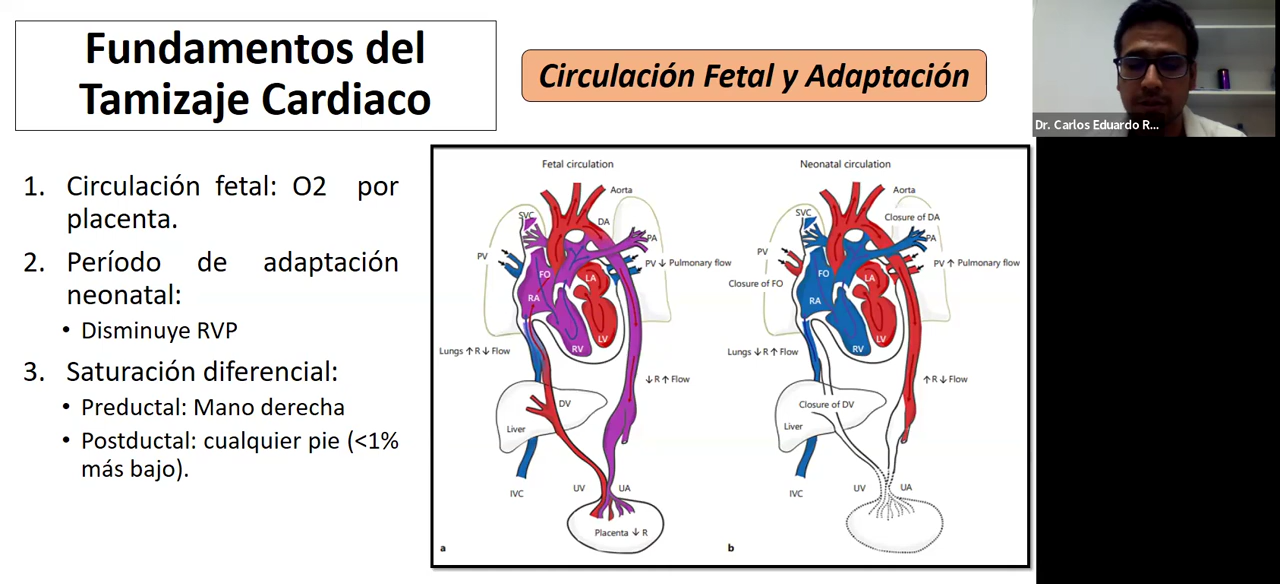 Fundamentos del
Tamizaje Cardiaco
Circulación Fetal y Adaptación
Dr. Carlos Eduardo R...
1. Circulación fetal: O2 por
placenta.
2. Período de adaptación
neonatal:
• Disminuye RVP
3. Saturación diferencial:
• Preductal: Mano derecha
• Postductal: cualquier pie (<1%
más bajo).
Fetal circulation
Aorta
SVC
DA
PA
PV
PV ↓ Pulmonary flow
FO
LA
RA
LV
RV
Lungs ↑ R ↓ Flow
↓ R ↑ Flow
DV
Liver
IVC
UV
UA
Placenta ↓ R
a
Neonatal circulation
Aorta
SVC
Closure of DA
PA
PV
PV ↑ Pulmonary flow
Closure of FO
FO
LA
RA
LV
RV
Lungs ↓ R ↑ Flow
↑ R ↓ Flow
Closure of DV
Liver
IVC
UV
UA
b